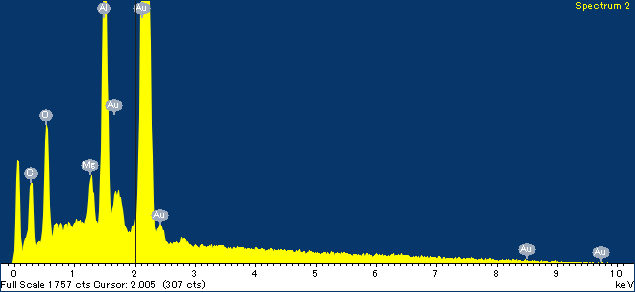 Spectrum 2
Al Au
Au
O
Mg
C
Au
Au Au
0 1 2 3 4 5 6 7 8 9 10
Full Scale 1757 cts Cursor: 2.005 (307 cts) keV